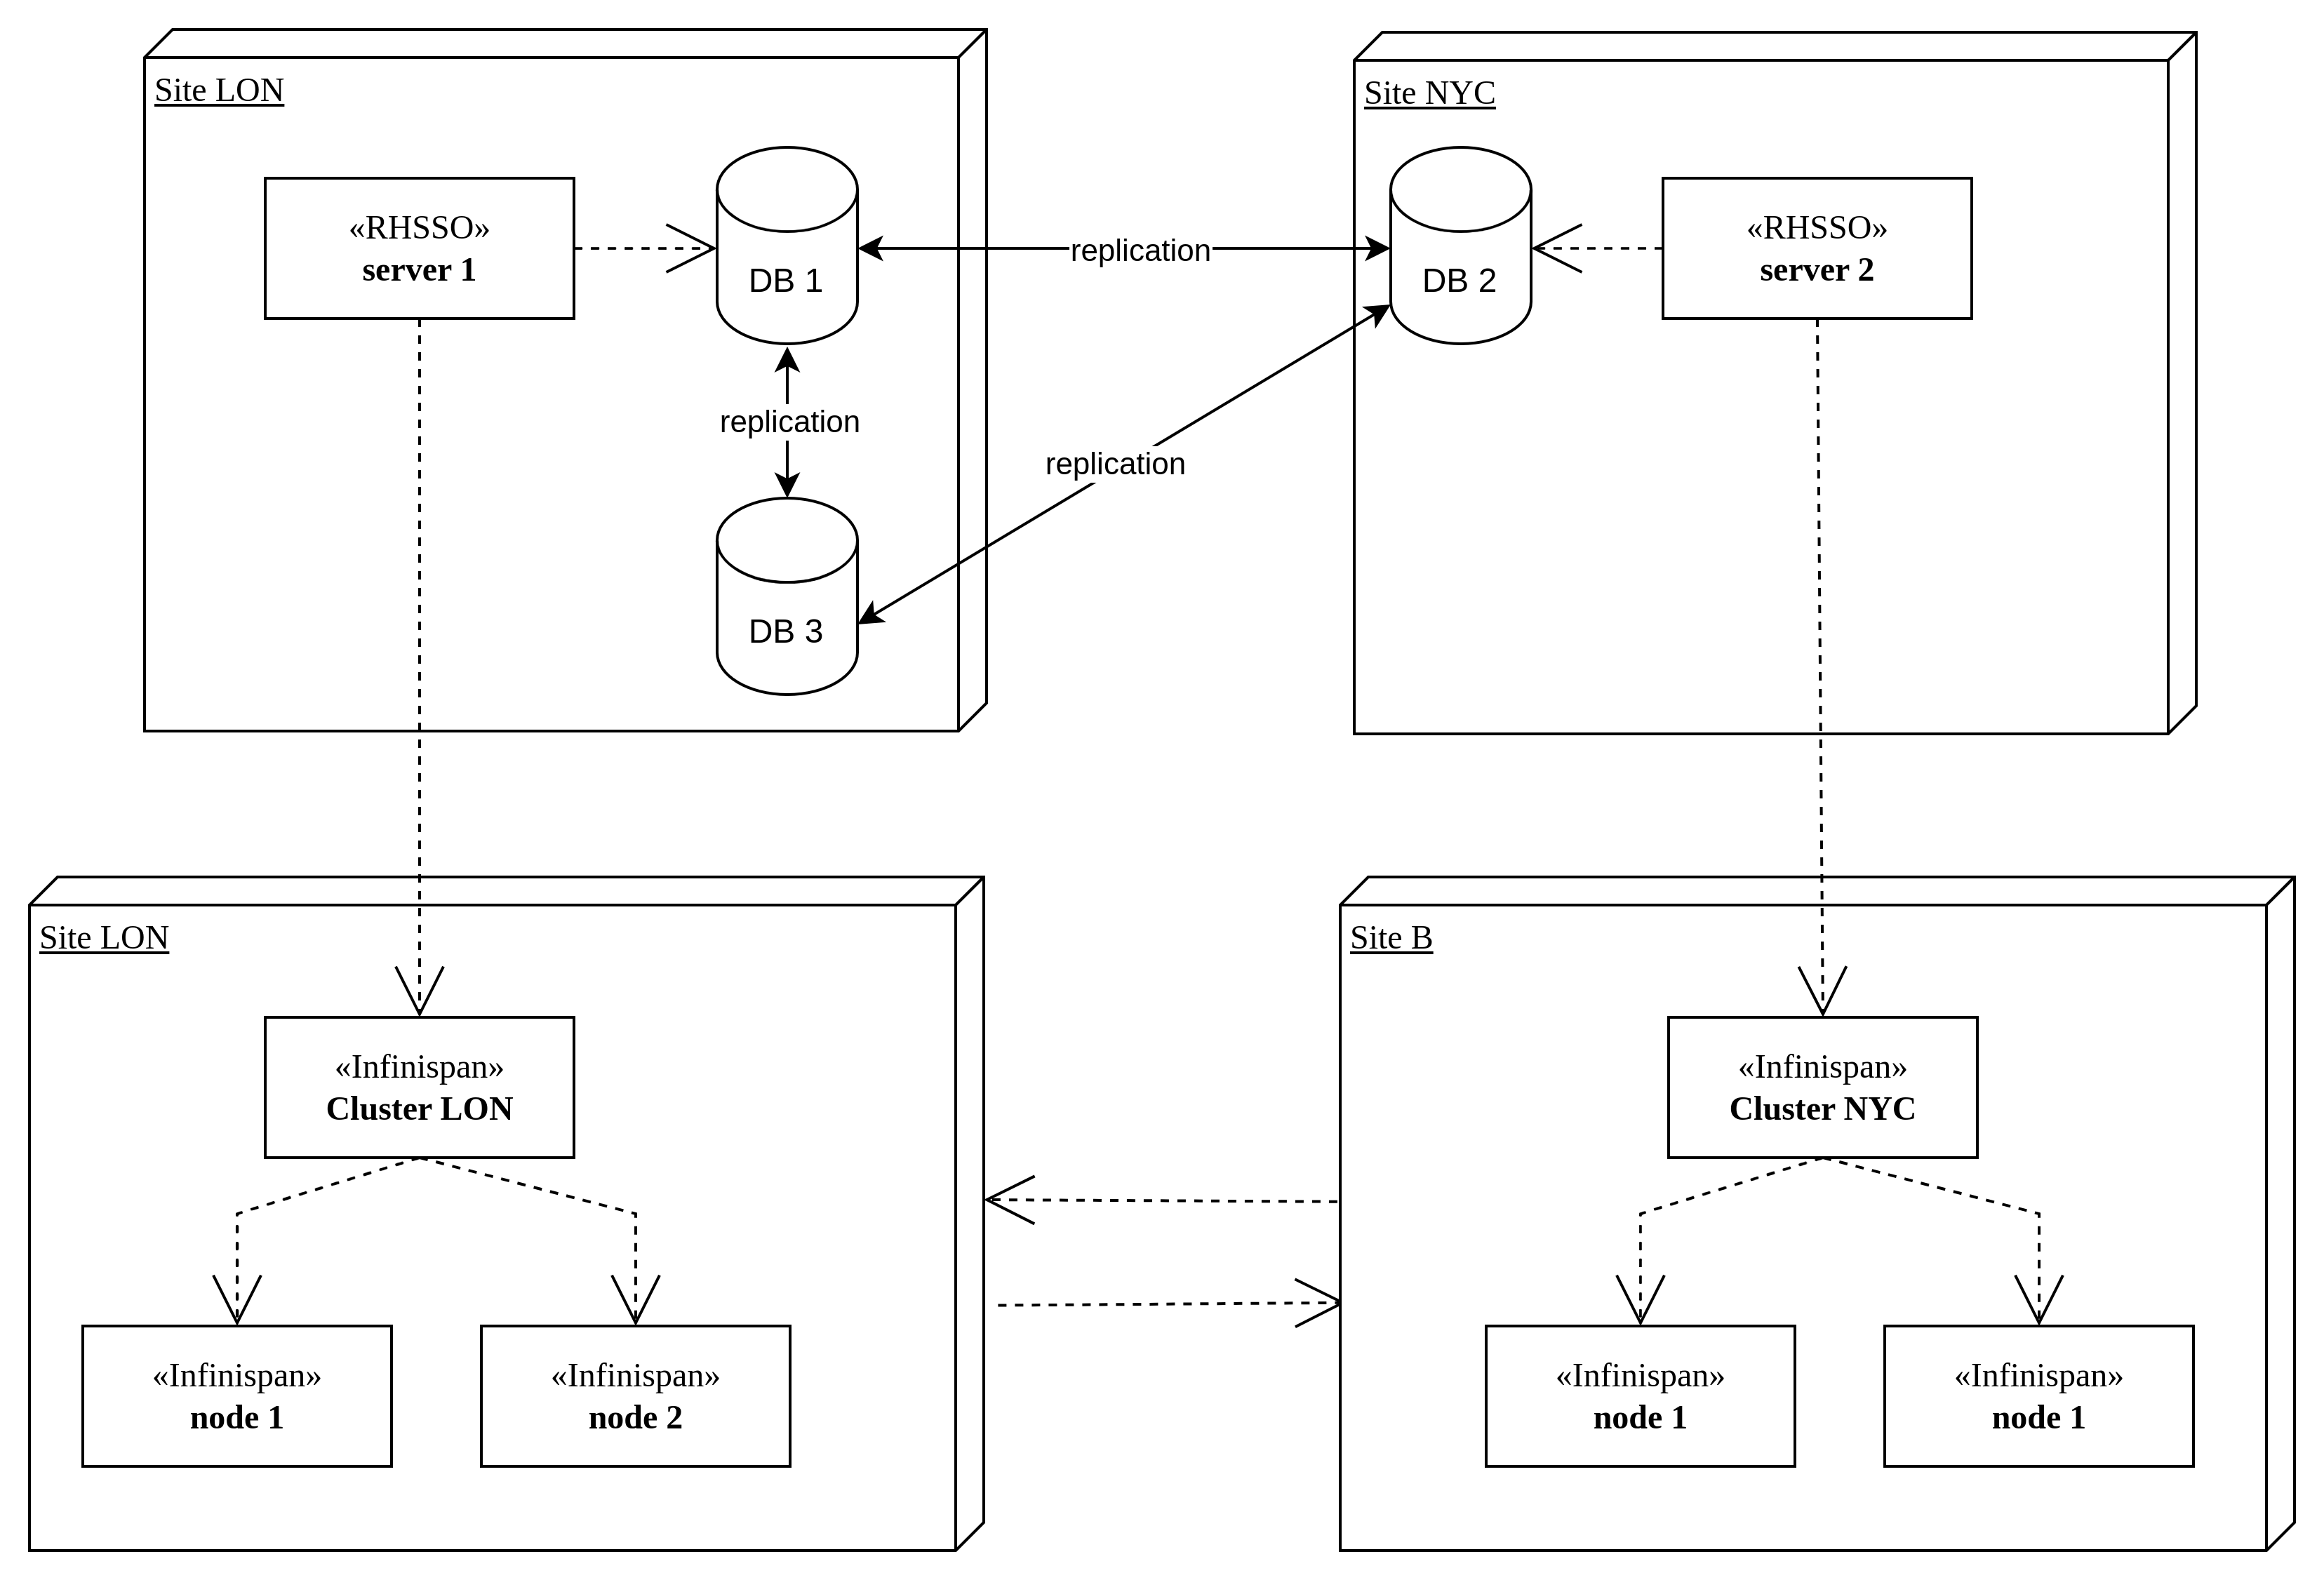 Site LON
«RHSSO»
server 1
DB 1
replication
DB 3
replication
replication
Site NYC
DB 2
«RHSSO»
server 2
Site LON
«Infinispan»
Cluster LON
«Infinispan»
node 1
«Infinispan»
node 2
Site B
«Infinispan»
Cluster NYC
«Infinispan»
node 1
«Infinispan»
node 1